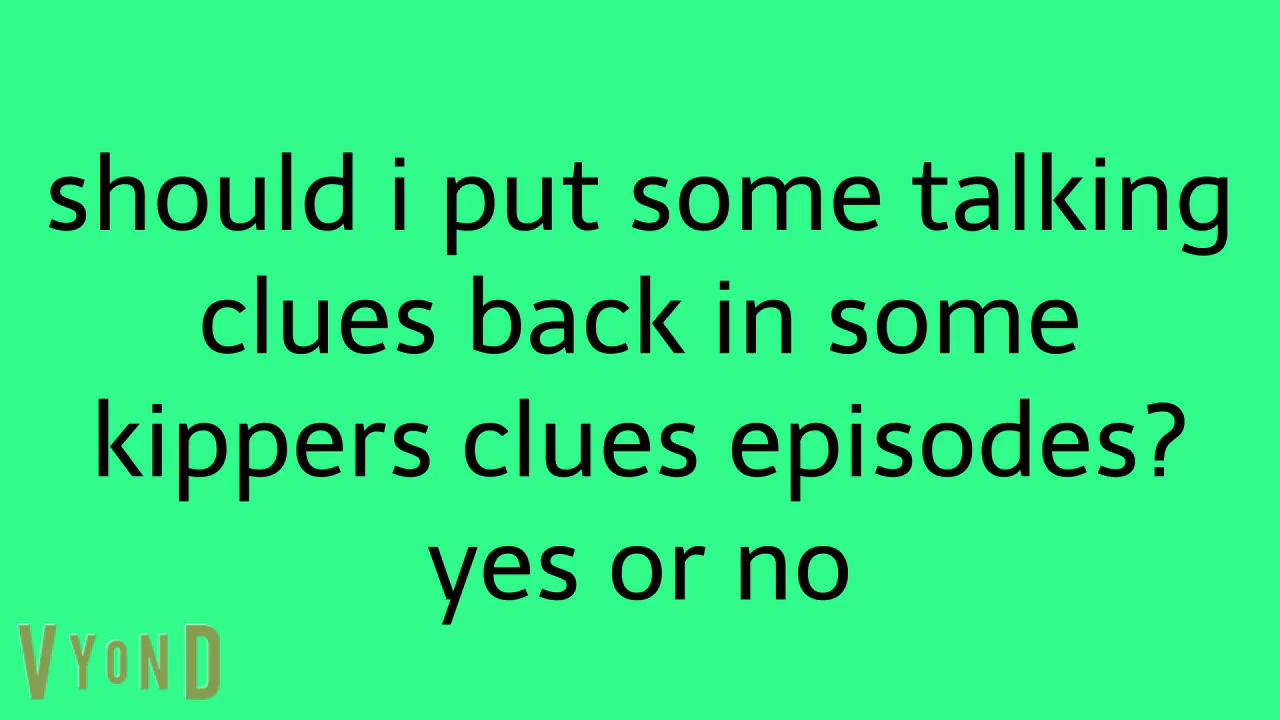 should i put some talking
clues back in some
kippers clues episodes?
yes or no
VYOND